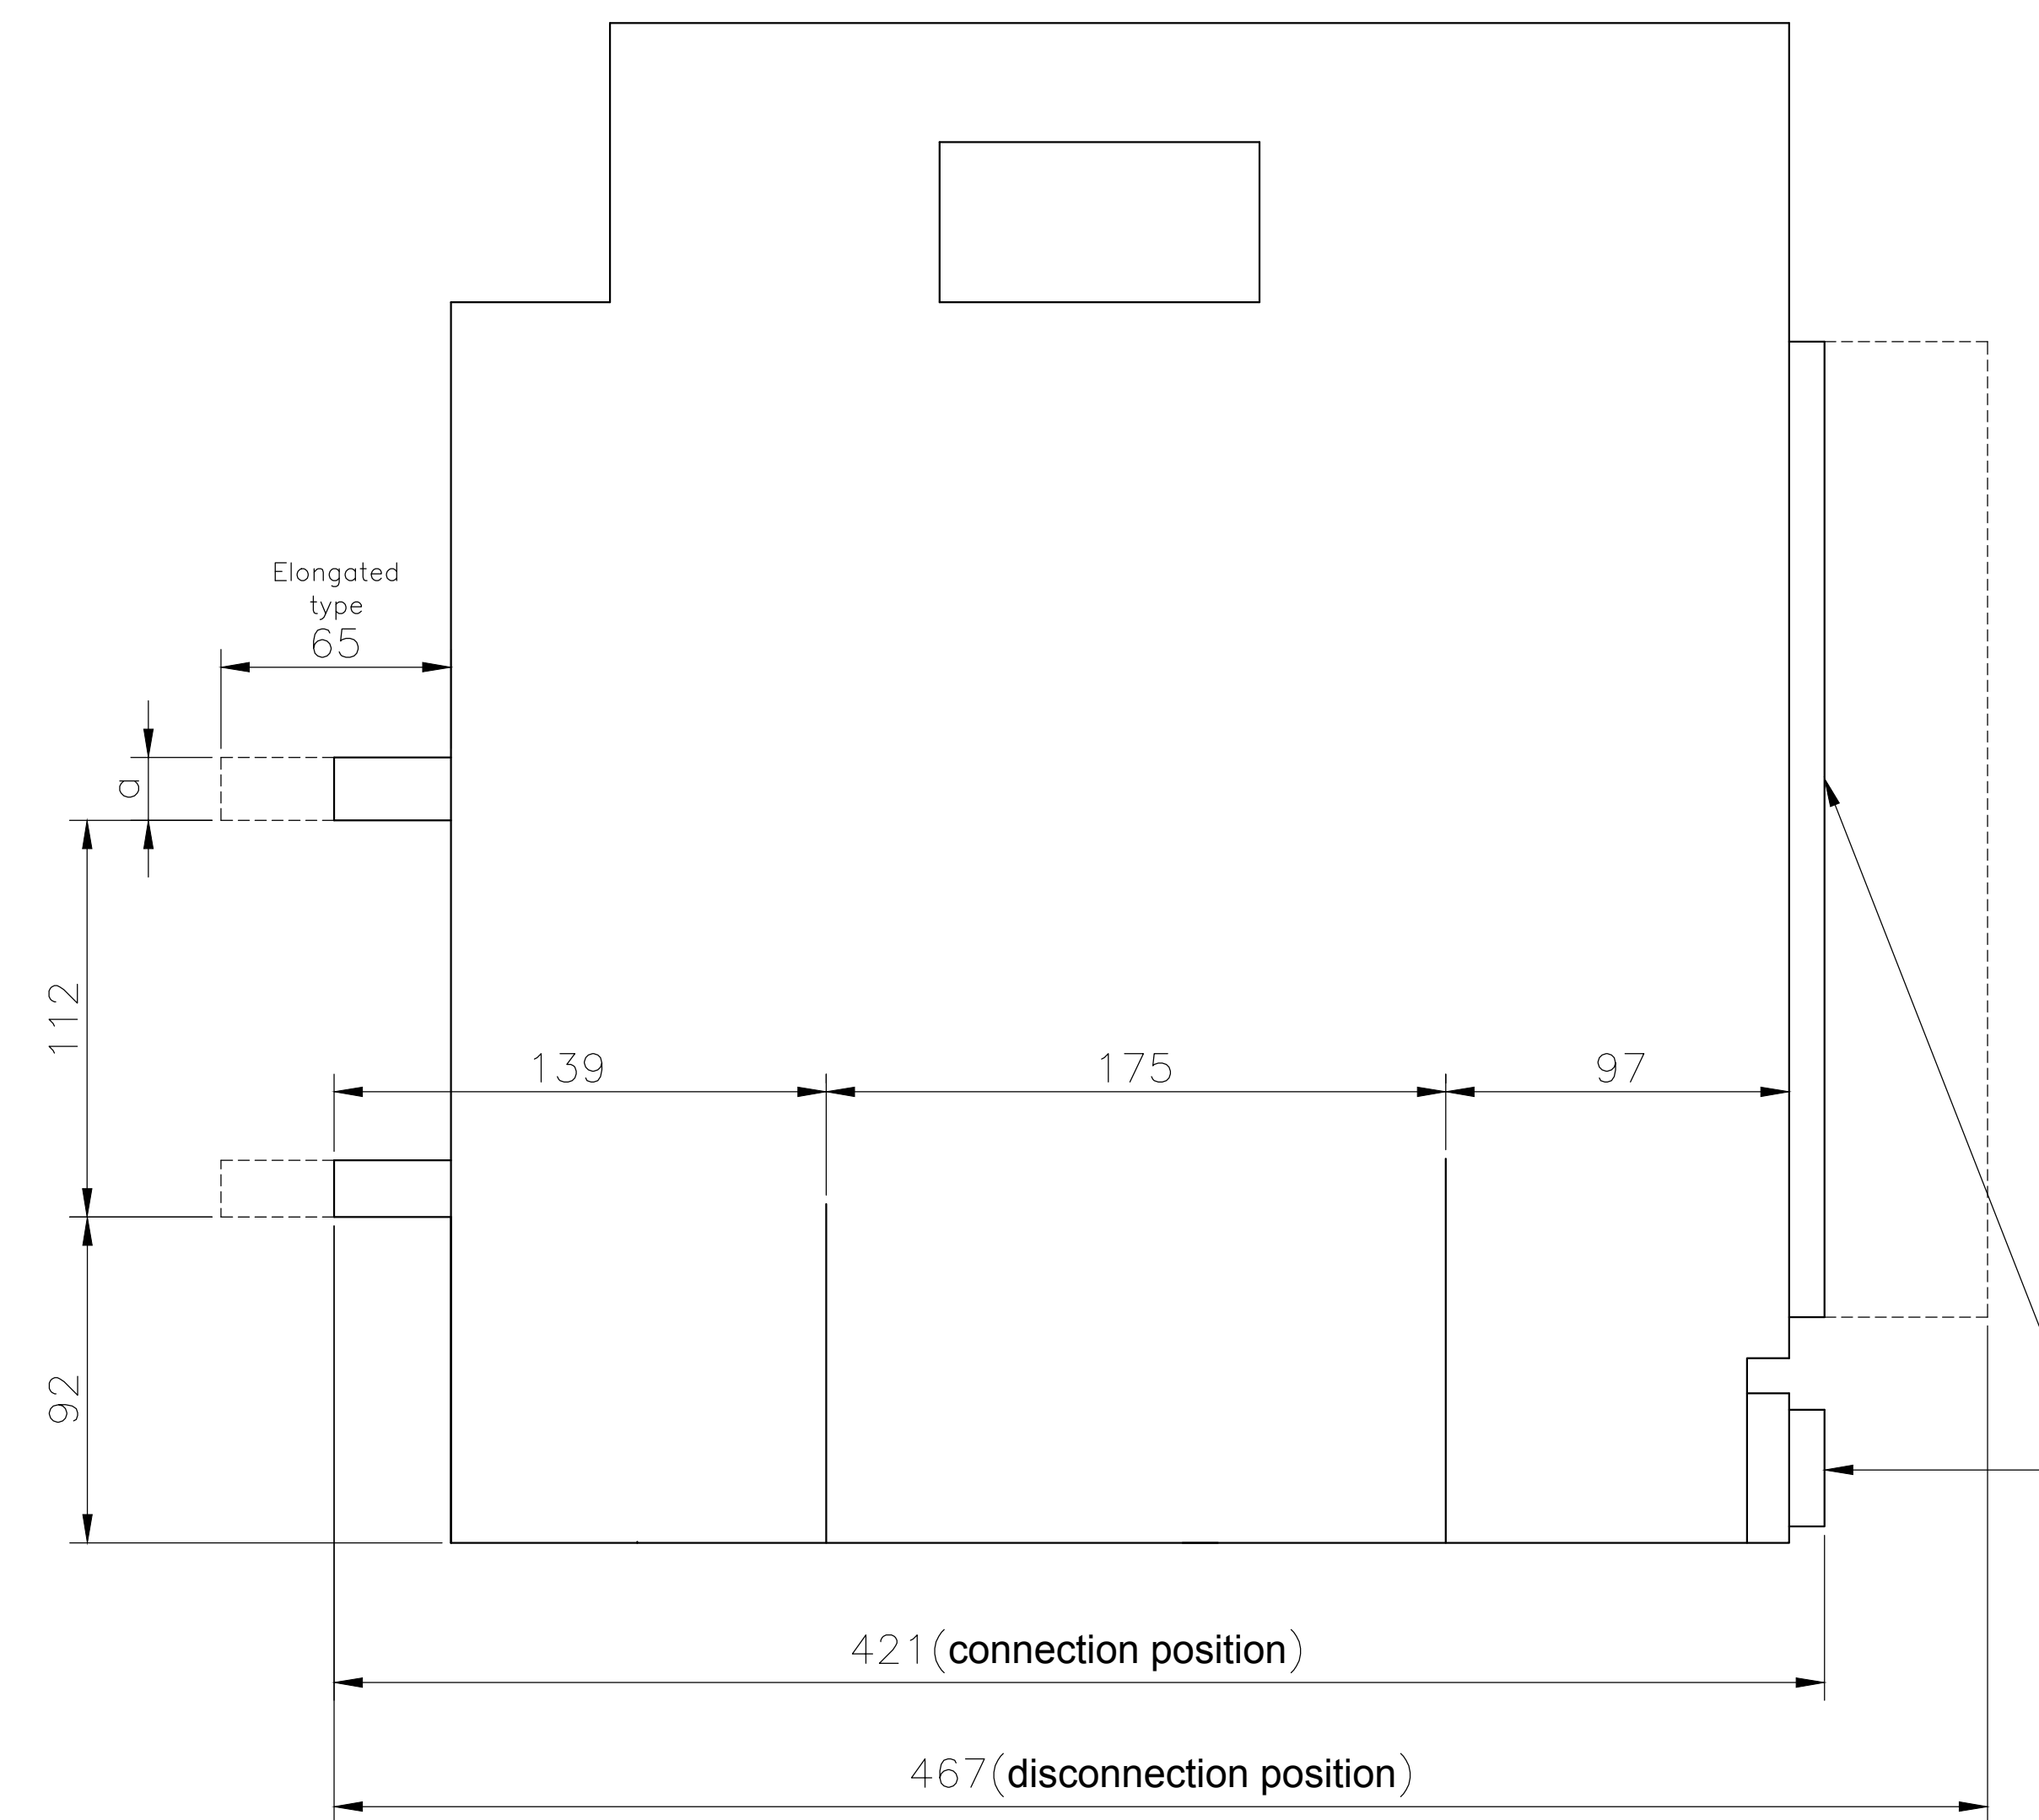 Elongated
type
65
a
112
139
175
97
92
421(connection position)
467(disconnection position)